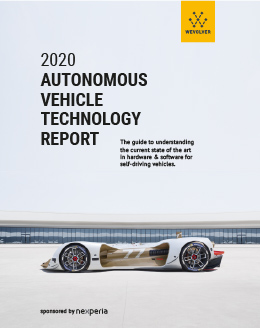 WEVOLVER
2020
AUTONOMOUS
VEHICLE
TECHNOLOGY
REPORT
The guide to understanding
the current state of the art
in hardware & software for
self-driving vehicles.
sponsored by nexperia